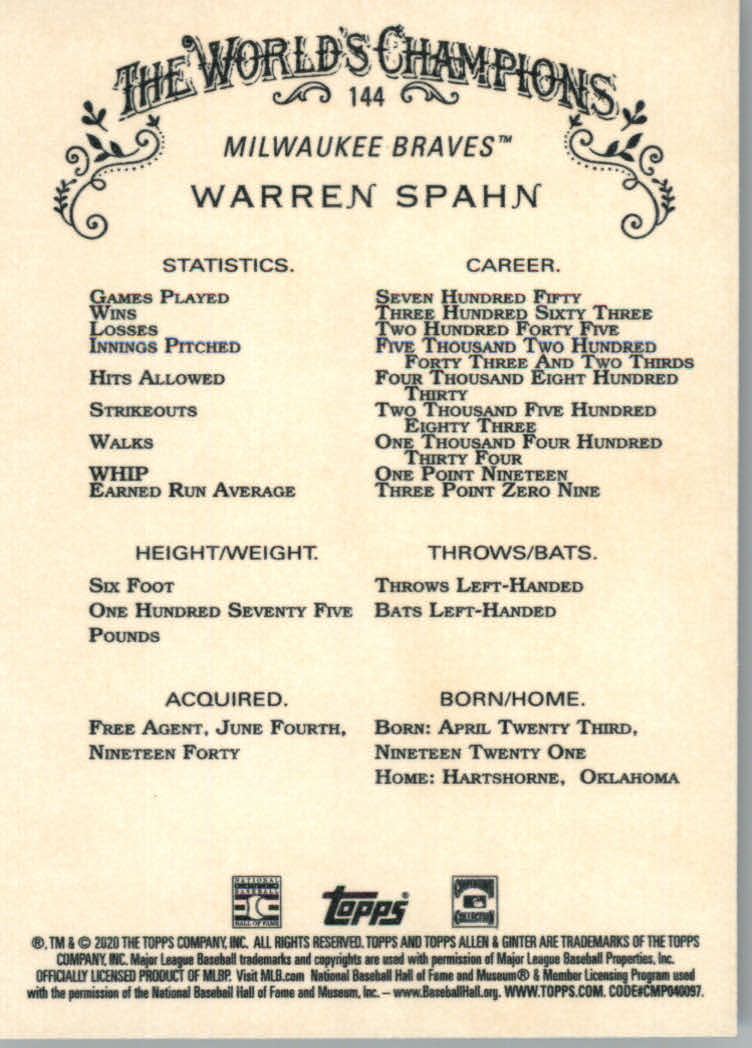 THE WORLD'S CHAMPIONS
144
MILWAUKEE BRAVES™
WARREN SPAHN
STATISTICS. CAREER.
GAMES PLAYED SEVEN HUNDRED FIFTY
WINS THREE HUNDRED SIXTY THREE
LOSSES TWO HUNDRED FORTY FIVE
INNINGS PITCHED FIVE THOUSAND TWO HUNDRED
FORTY THREE AND TWO THIRDS
HITS ALLOWED FOUR THOUSAND EIGHT HUNDRED
THIRTY
STRIKEOUTS TWO THOUSAND FIVE HUNDRED
EIGHTY THREE
WALKS ONE THOUSAND FOUR HUNDRED
THIRTY FOUR
WHIP ONE POINT NINETEEN
EARNED RUN AVERAGE THREE POINT ZERO NINE
HEIGHT/WEIGHT. THROWS/BATS.
SIX FOOT THROWS LEFT-HANDED
ONE HUNDRED SEVENTY FIVE BATS LEFT-HANDED
POUNDS
ACQUIRED. BORN/HOME.
FREE AGENT, JUNE FOURTH, BORN: APRIL TWENTY THIRD,
NINETEEN FORTY NINETEEN TWENTY ONE
HOME: HARTSHORNE, OKLAHOMA
NATIONAL BASEBALL HALL OF FAME topps® COOPERSTOWN COLLECTION
®, TM & © 2020 THE TOPPS COMPANY, INC. ALL RIGHTS RESERVED. TOPPS AND TOPPS ALLEN & GINTER ARE TRADEMARKS OF THE TOPPS
COMPANY, INC. Major League Baseball trademarks and copyrights are used with permission of Major League Baseball Properties, Inc.
OFFICIALLY LICENSED PRODUCT OF MLBP. Visit MLB.com National Baseball Hall of Fame and Museum® & Member Licensing Program used
with the permission of the National Baseball Hall of Fame and Museum, Inc. – www.BaseballHall.org. WWW.TOPPS.COM. CODE#CMP040097.